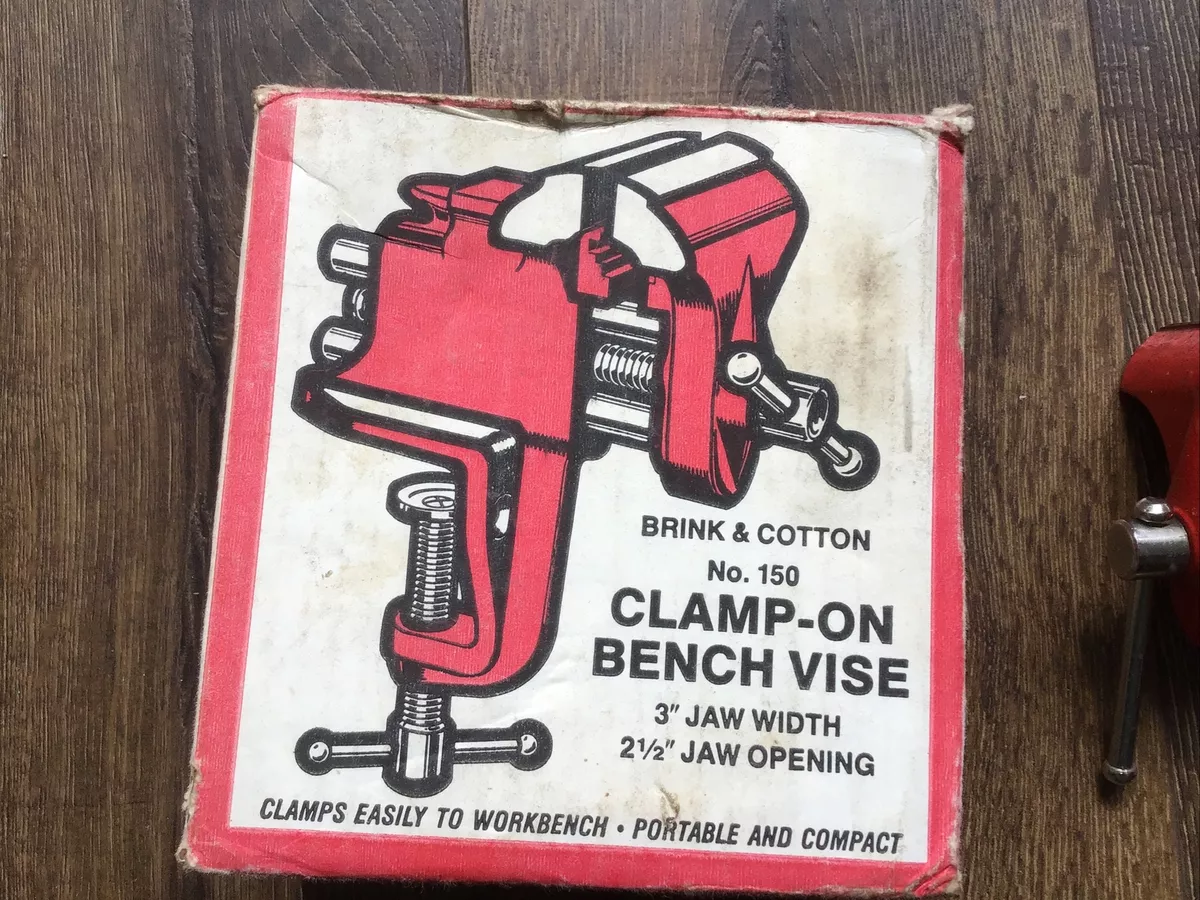 BRINK & COTTON
No. 150
CLAMP-ON
BENCH VISE
3" JAW WIDTH
2½" JAW OPENING
CLAMPS EASILY TO WORKBENCH • PORTABLE AND COMPACT